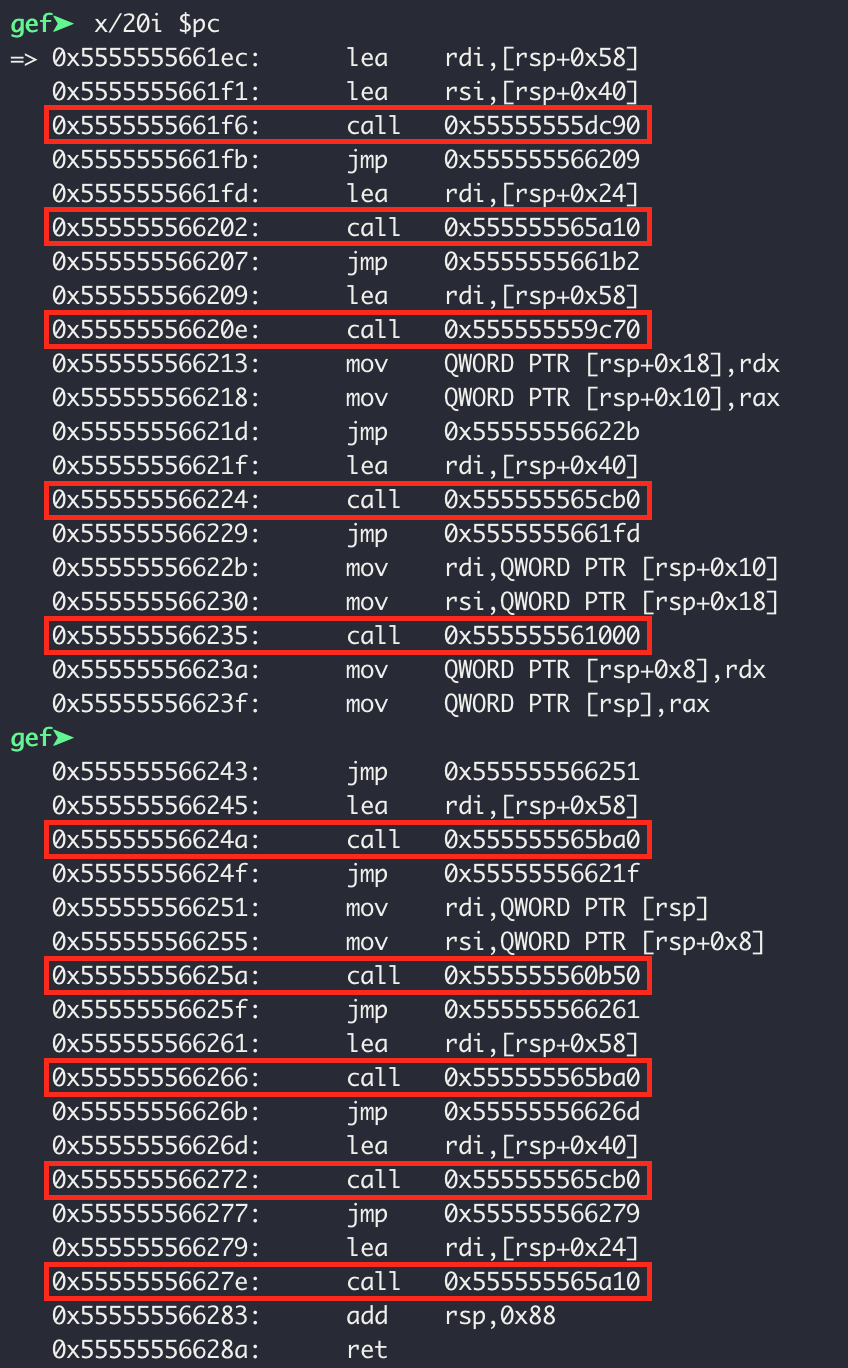 gef➤ x/20i $pc
=> 0x5555555661ec: lea rdi,[rsp+0x58]
0x5555555661f1: lea rsi,[rsp+0x40]
0x5555555661f6: call 0x55555555dc90
0x5555555661fb: jmp 0x555555566209
0x5555555661fd: lea rdi,[rsp+0x24]
0x555555566202: call 0x555555565a10
0x555555566207: jmp 0x5555555661b2
0x555555566209: lea rdi,[rsp+0x58]
0x55555556620e: call 0x555555559c70
0x555555566213: mov QWORD PTR [rsp+0x18],rdx
0x555555566218: mov QWORD PTR [rsp+0x10],rax
0x55555556621d: jmp 0x55555556622b
0x55555556621f: lea rdi,[rsp+0x40]
0x555555566224: call 0x555555565cb0
0x555555566229: jmp 0x5555555661fd
0x55555556622b: mov rdi,QWORD PTR [rsp+0x10]
0x555555566230: mov rsi,QWORD PTR [rsp+0x18]
0x555555566235: call 0x555555561000
0x55555556623a: mov QWORD PTR [rsp+0x8],rdx
0x55555556623f: mov QWORD PTR [rsp],rax
gef➤
0x555555566243: jmp 0x555555566251
0x555555566245: lea rdi,[rsp+0x58]
0x55555556624a: call 0x555555565ba0
0x55555556624f: jmp 0x55555556621f
0x555555566251: mov rdi,QWORD PTR [rsp]
0x555555566255: mov rsi,QWORD PTR [rsp+0x8]
0x55555556625a: call 0x555555560b50
0x55555556625f: jmp 0x555555566261
0x555555566261: lea rdi,[rsp+0x58]
0x555555566266: call 0x555555565ba0
0x55555556626b: jmp 0x55555556626d
0x55555556626d: lea rdi,[rsp+0x40]
0x555555566272: call 0x555555565cb0
0x555555566277: jmp 0x555555566279
0x555555566279: lea rdi,[rsp+0x24]
0x55555556627e: call 0x555555565a10
0x555555566283: add rsp,0x88
0x55555556628a: ret